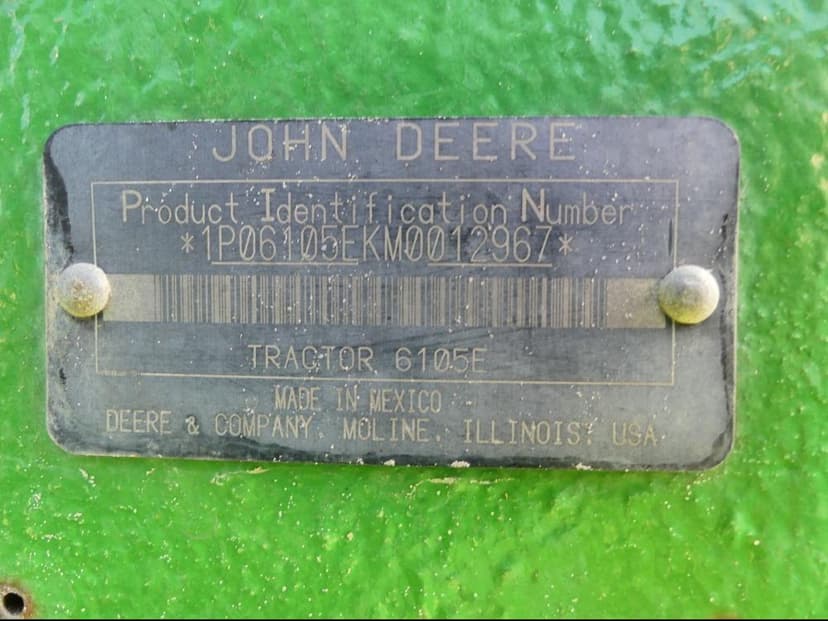 JOHN DEERE
Product Identification Number
*1P06105EKM0012967*
TRACTOR 6105E
MADE IN MEXICO
DEERE & COMPANY, MOLINE, ILLINOIS, USA